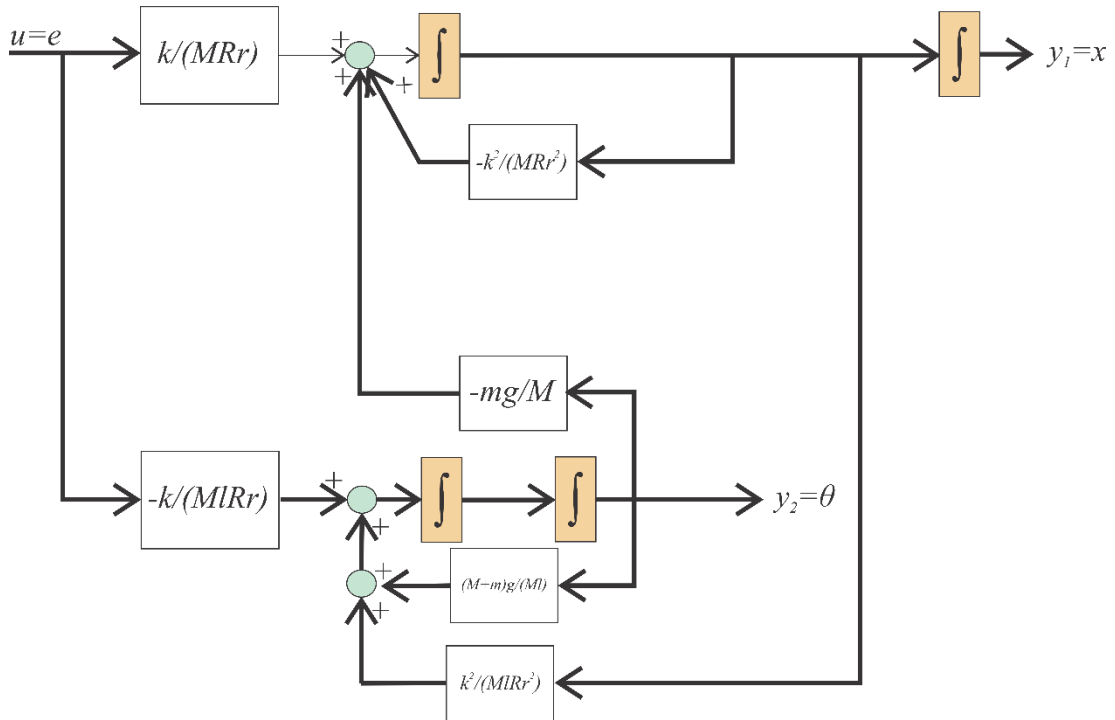 u=e
k/(MRr)
+
+
+
∫
∫
y₁=x
-k²/(MRr²)
-mg/M
-k/(MlRr)
+
+
∫
∫
y₂=θ
+
+
(M−m)g/(Ml)
k²/(MlRr²)